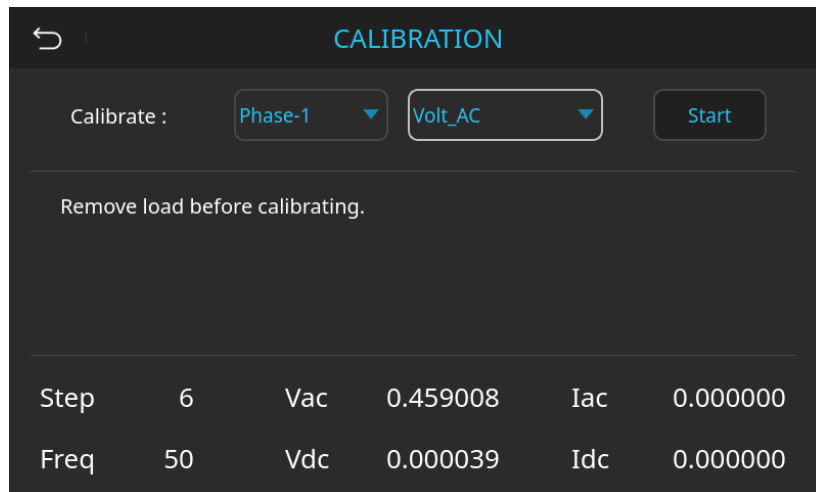 CALIBRATION
Calibrate : Phase-1 Volt_AC Start
Remove load before calibrating.
Step 6 Vac 0.459008 Iac 0.000000
Freq 50 Vdc 0.000039 Idc 0.000000